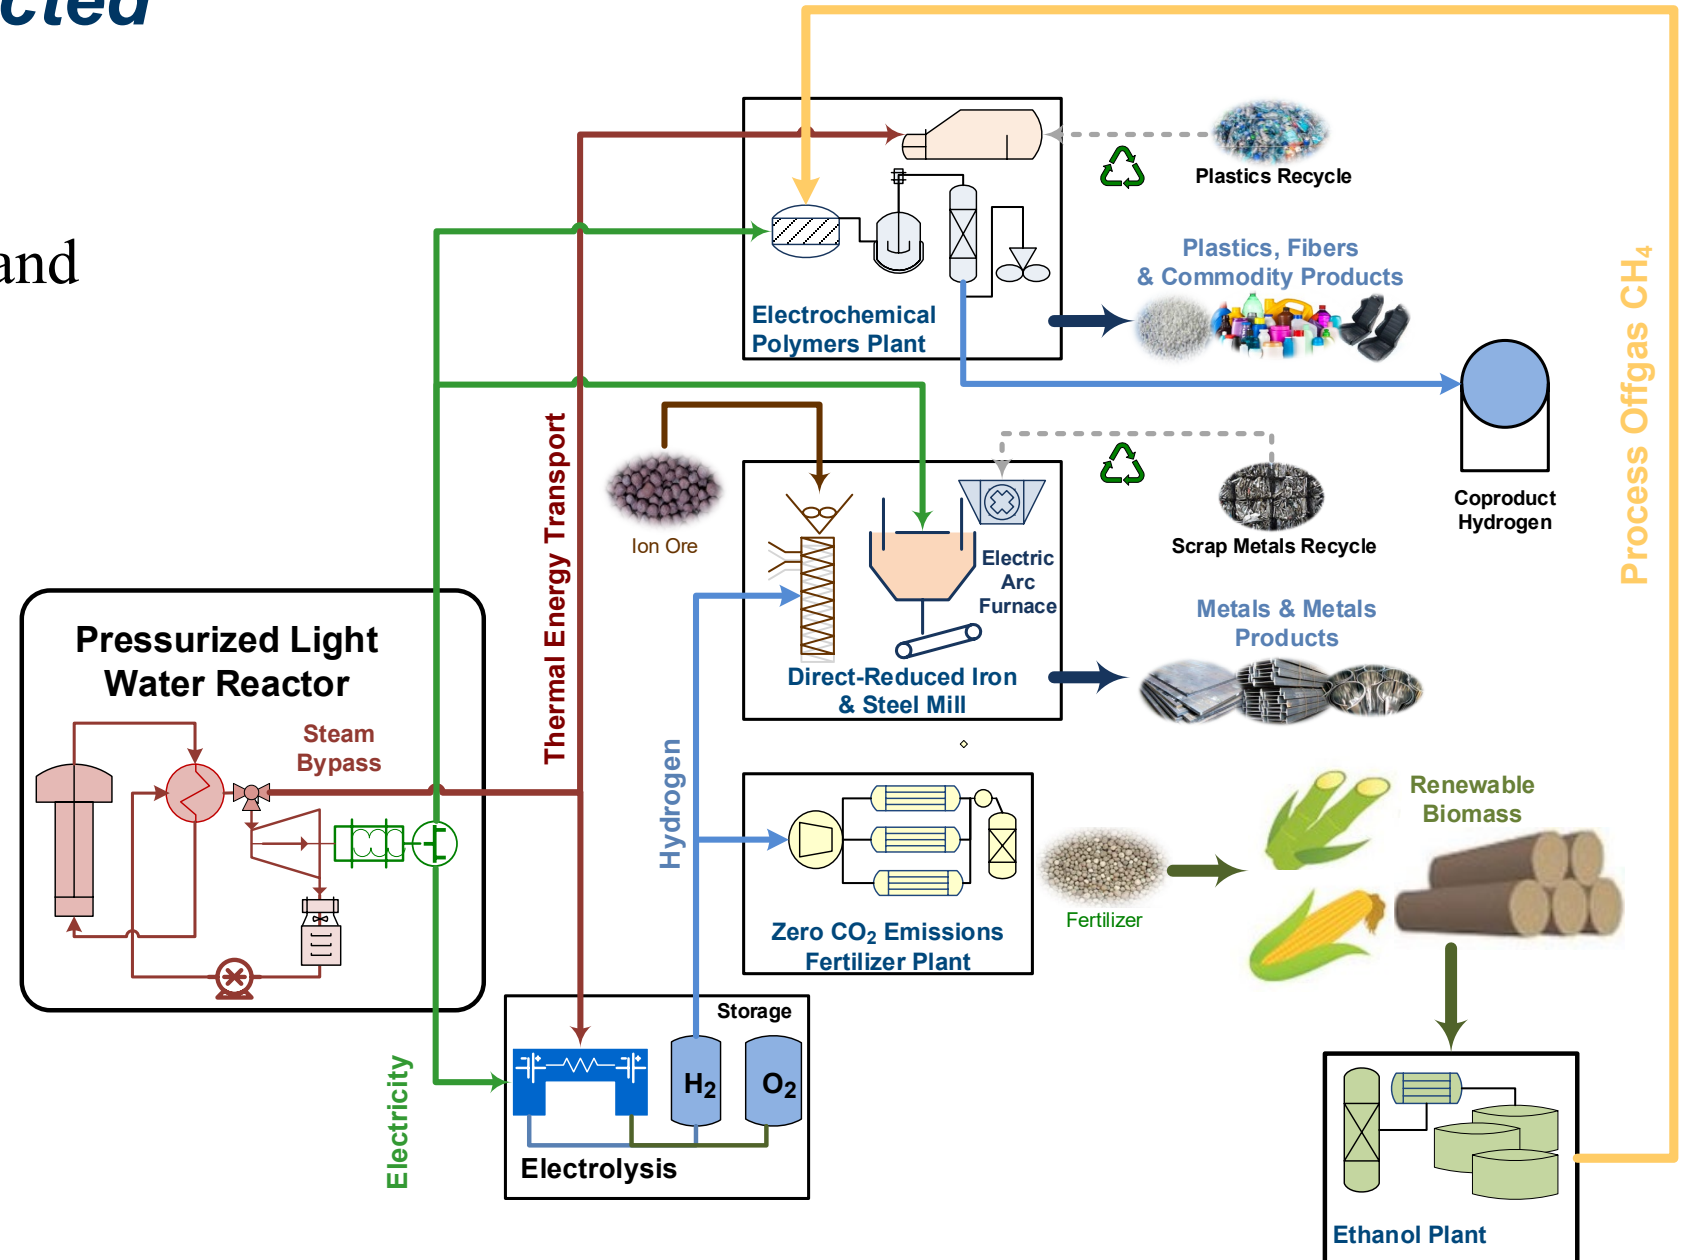 cted
and
Plastics Recycle
Plastics, Fibers
& Commodity Products
Electrochemical
Polymers Plant
Process Offgas CH₄
Thermal Energy Transport
Ion Ore
Electric
Arc
Furnace
Scrap Metals Recycle
Coproduct
Hydrogen
Direct-Reduced Iron
& Steel Mill
Metals & Metals
Products
Pressurized Light
Water Reactor
Steam
Bypass
Hydrogen
Zero CO₂ Emissions
Fertilizer Plant
Fertilizer
Renewable
Biomass
Electricity
Storage
H₂
O₂
Electrolysis
Ethanol Plant